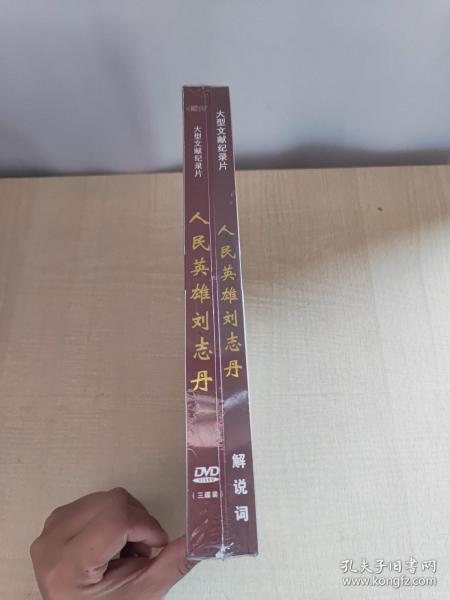 大型文献纪录片
人民英雄刘志丹
DVD
VIDEO
（三碟装）
大型文献纪录片
人民英雄刘志丹
解说词
孔夫子旧书网
www.kongfz.com